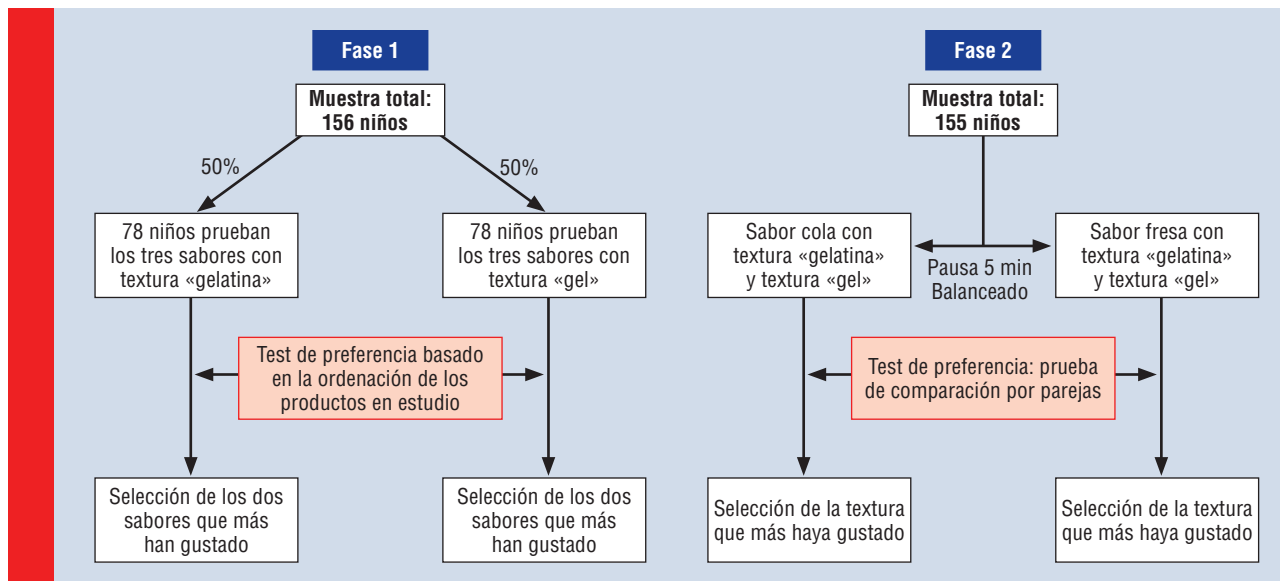 Fase 1
Muestra total:
156 niños
50%
50%
78 niños prueban
los tres sabores con
textura «gelatina»
78 niños prueban
los tres sabores con
textura «gel»
Test de preferencia basado
en la ordenación de los
productos en estudio
Selección de los dos
sabores que más
han gustado
Selección de los dos
sabores que más
han gustado
Fase 2
Muestra total:
155 niños
Sabor cola con
textura «gelatina»
y textura «gel»
Pausa 5 min
Balanceado
Sabor fresa con
textura «gelatina»
y textura «gel»
Test de preferencia: prueba
de comparación por parejas
Selección de la textura
que más haya gustado
Selección de la textura
que más haya gustado